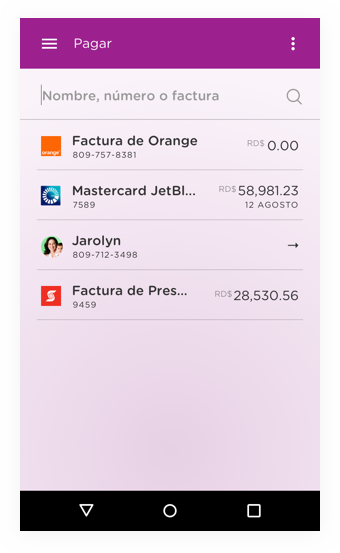 Pagar
Nombre, número o factura
Factura de Orange
RD$ 0.00
809-757-8381
Mastercard JetBl...
RD$ 58,981.23
7589
12 AGOSTO
Jarolyn
→
809-712-3498
Factura de Pres...
RD$ 28,530.56
9459
orange